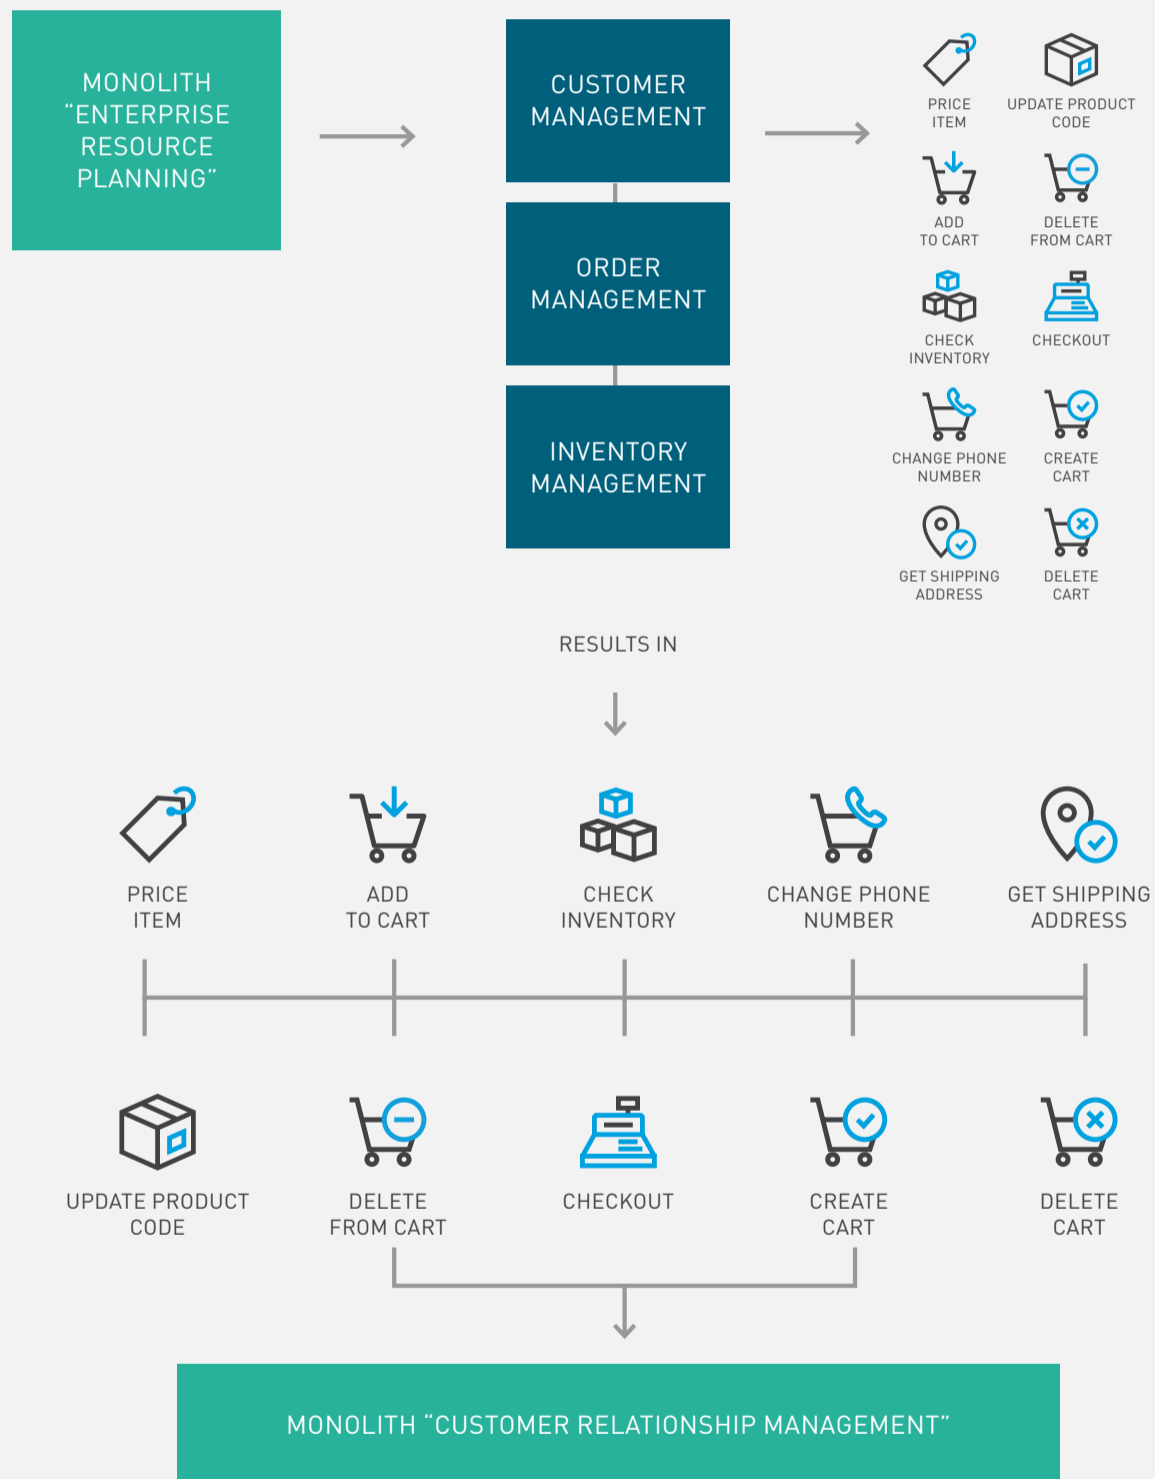 MONOLITH
“ENTERPRISE
RESOURCE
PLANNING”
CUSTOMER
MANAGEMENT
ORDER
MANAGEMENT
INVENTORY
MANAGEMENT
PRICE
ITEM
UPDATE PRODUCT
CODE
ADD
TO CART
DELETE
FROM CART
CHECK
INVENTORY
CHECKOUT
CHANGE PHONE
NUMBER
CREATE
CART
GET SHIPPING
ADDRESS
DELETE
CART
RESULTS IN
PRICE
ITEM
ADD
TO CART
CHECK
INVENTORY
CHANGE PHONE
NUMBER
GET SHIPPING
ADDRESS
UPDATE PRODUCT
CODE
DELETE
FROM CART
CHECKOUT
CREATE
CART
DELETE
CART
MONOLITH “CUSTOMER RELATIONSHIP MANAGEMENT”